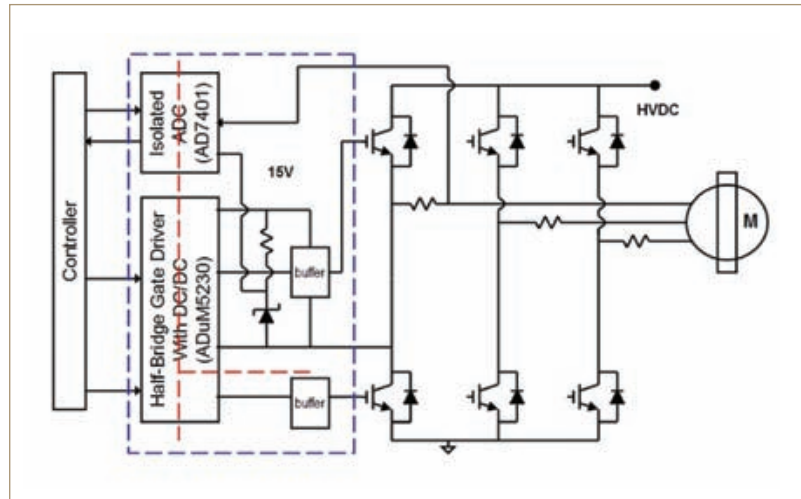 Controller
Isolated
ADC
(AD7401)
15V
HVDC
M
Half-Bridge Gate Driver
With DC/DC
(ADuM5230)
buffer
buffer